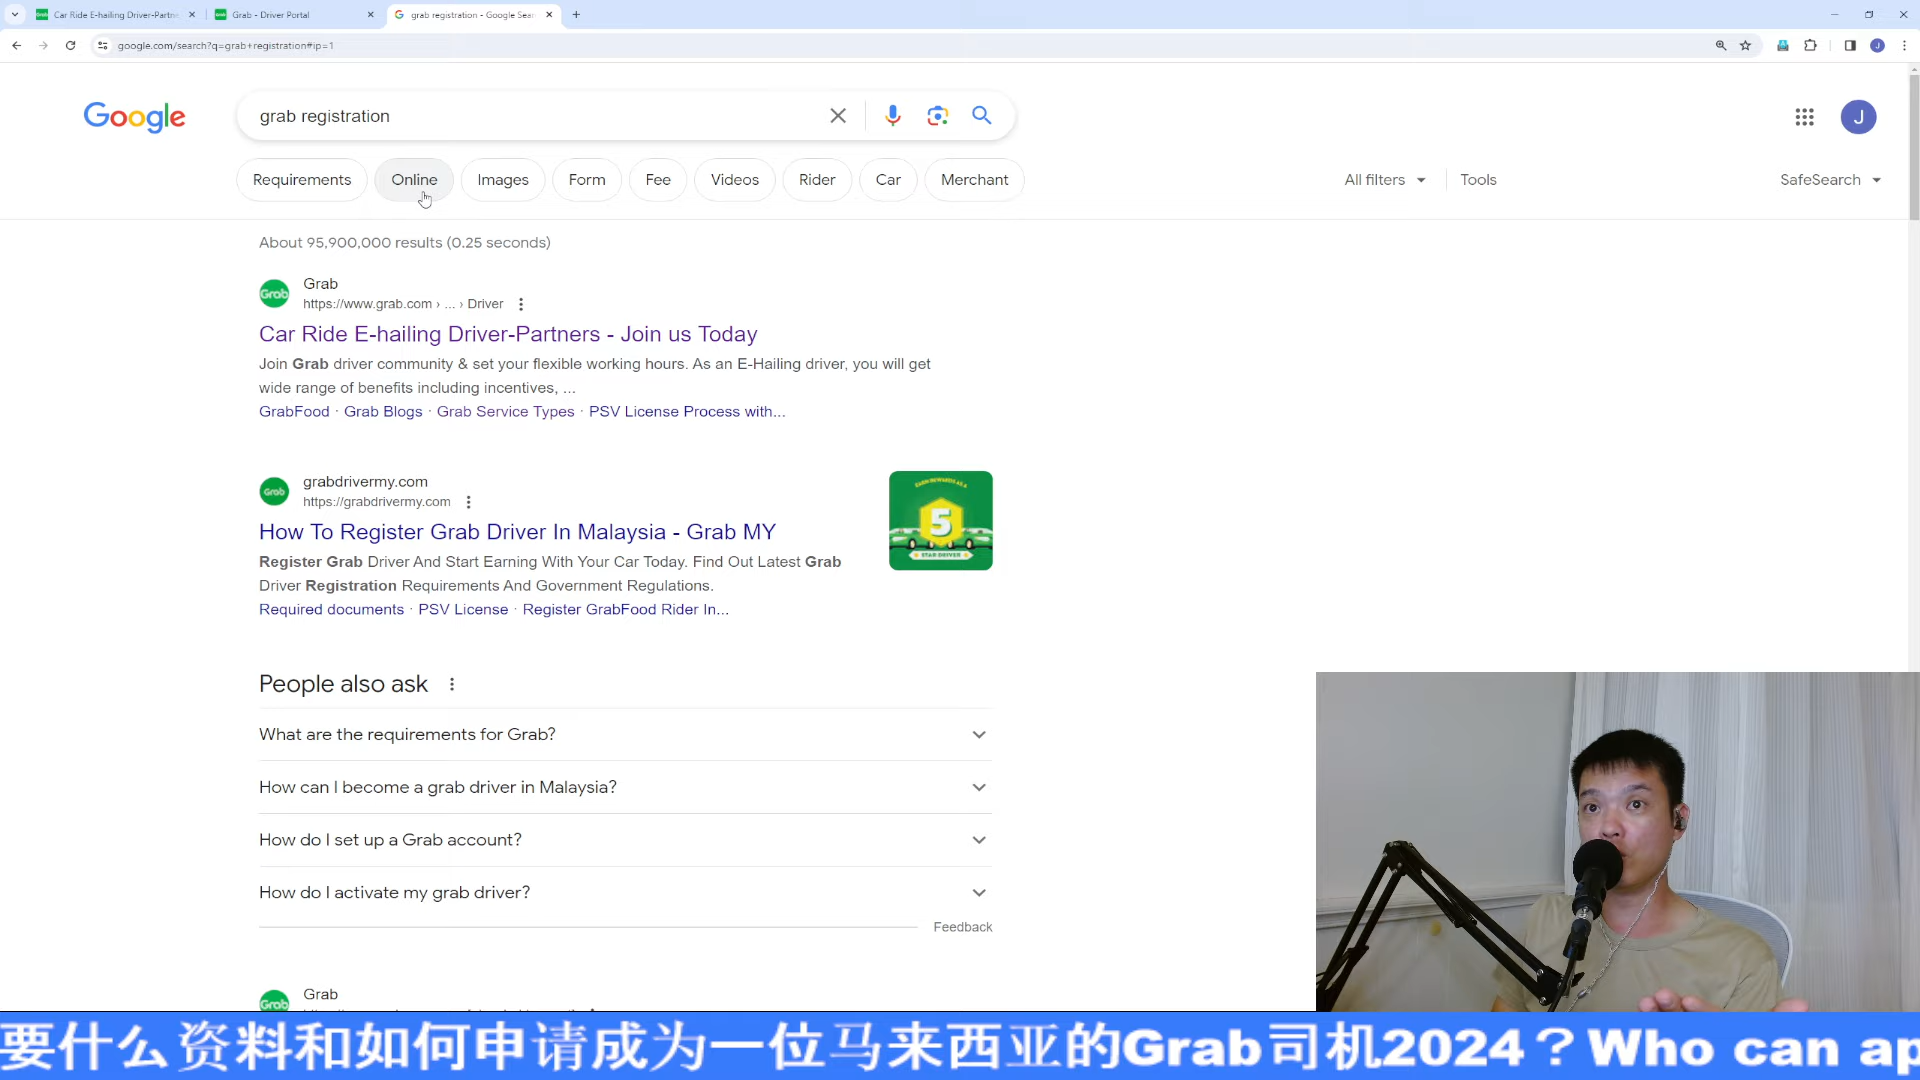 Car Ride E-hailing Driver-Partn
Grab - Driver Portal
grab registration - Google Sea
google.com/search?q=grab+registration#ip=1
J
Google
grab registration
J
Requirements
Online
Images
Form
Fee
Videos
Rider
Car
Merchant
All filters
Tools
SafeSearch
About 95,900,000 results (0.25 seconds)
Grab
Grab
https://www.grab.com › ... › Driver
Car Ride E-hailing Driver-Partners - Join us Today
Join Grab driver community & set your flexible working hours. As an E-Hailing driver, you will get
wide range of benefits including incentives, ...
GrabFood · Grab Blogs · Grab Service Types · PSV License Process with...
Grab
grabdrivermy.com
https://grabdrivermy.com
How To Register Grab Driver In Malaysia - Grab MY
Register Grab Driver And Start Earning With Your Car Today. Find Out Latest Grab
Driver Registration Requirements And Government Regulations.
Required documents · PSV License · Register GrabFood Rider In...
EARN REWARDS AS A
5
STAR DRIVER
People also ask
What are the requirements for Grab?
How can I become a grab driver in Malaysia?
How do I set up a Grab account?
How do I activate my grab driver?
Feedback
Grab
Grab
要什么资料和如何申请成为一位马来西亚的Grab司机2024？Who can ap